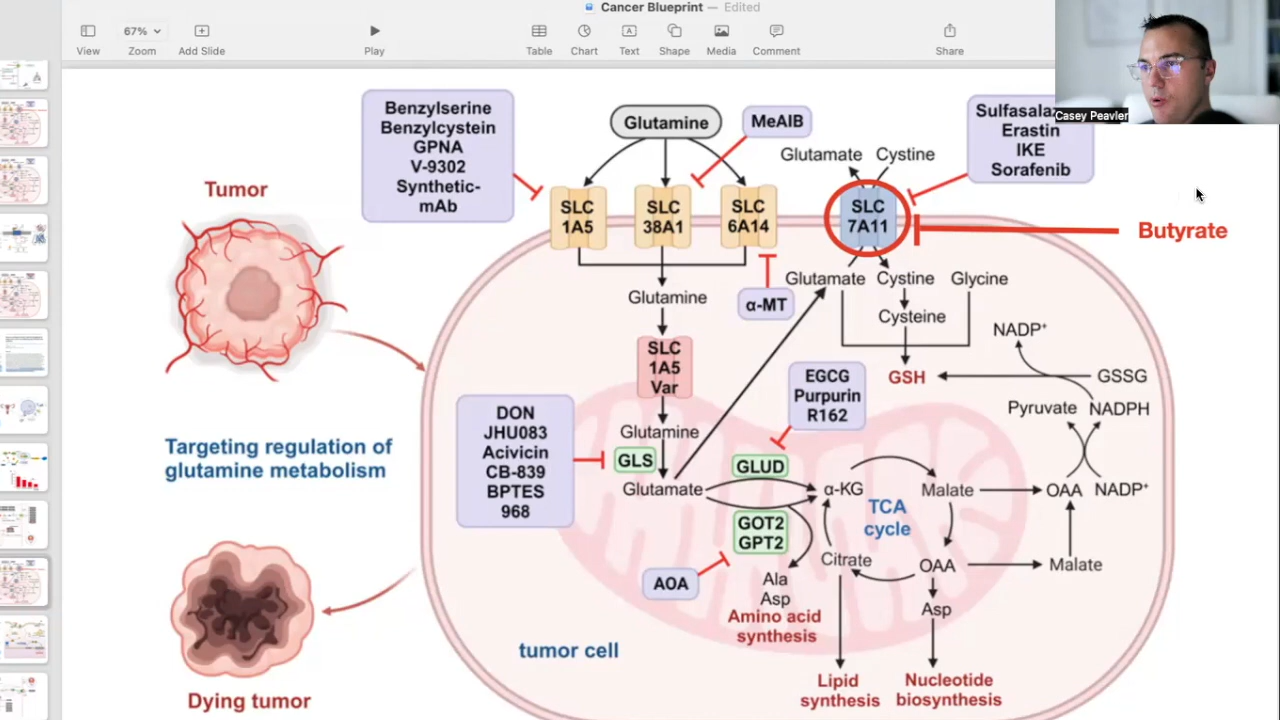 Cancer Blueprint — Edited
67%
View
Zoom
Add Slide
Play
Table
Chart
Text
Shape
Media
Comment
Share
Casey Peavler
Benzylserine
Benzylcystein
GPNA
V-9302
Synthetic-
mAb
Glutamine
MeAIB
Glutamate
Cystine
Erastin
IKE
Sorafenib
Tumor
SLC
1A5
SLC
38A1
SLC
6A14
SLC
7A11
Butyrate
Glutamine
α-MT
Glutamate
Cystine
Glycine
Cysteine
NADP⁺
SLC
1A5
Var
GSH
GSSG
EGCG
Purpurin
R162
Pyruvate
NADPH
DON
JHU083
Acivicin
CB-839
BPTES
968
Glutamine
GLS
Glutamate
GLUD
α-KG
Malate
OAA
NADP⁺
Targeting regulation of
glutamine metabolism
TCA
cycle
GOT2
GPT2
Citrate
OAA
Malate
AOA
Ala
Asp
Amino acid
synthesis
Asp
tumor cell
Lipid
synthesis
Nucleotide
biosynthesis
Dying tumor